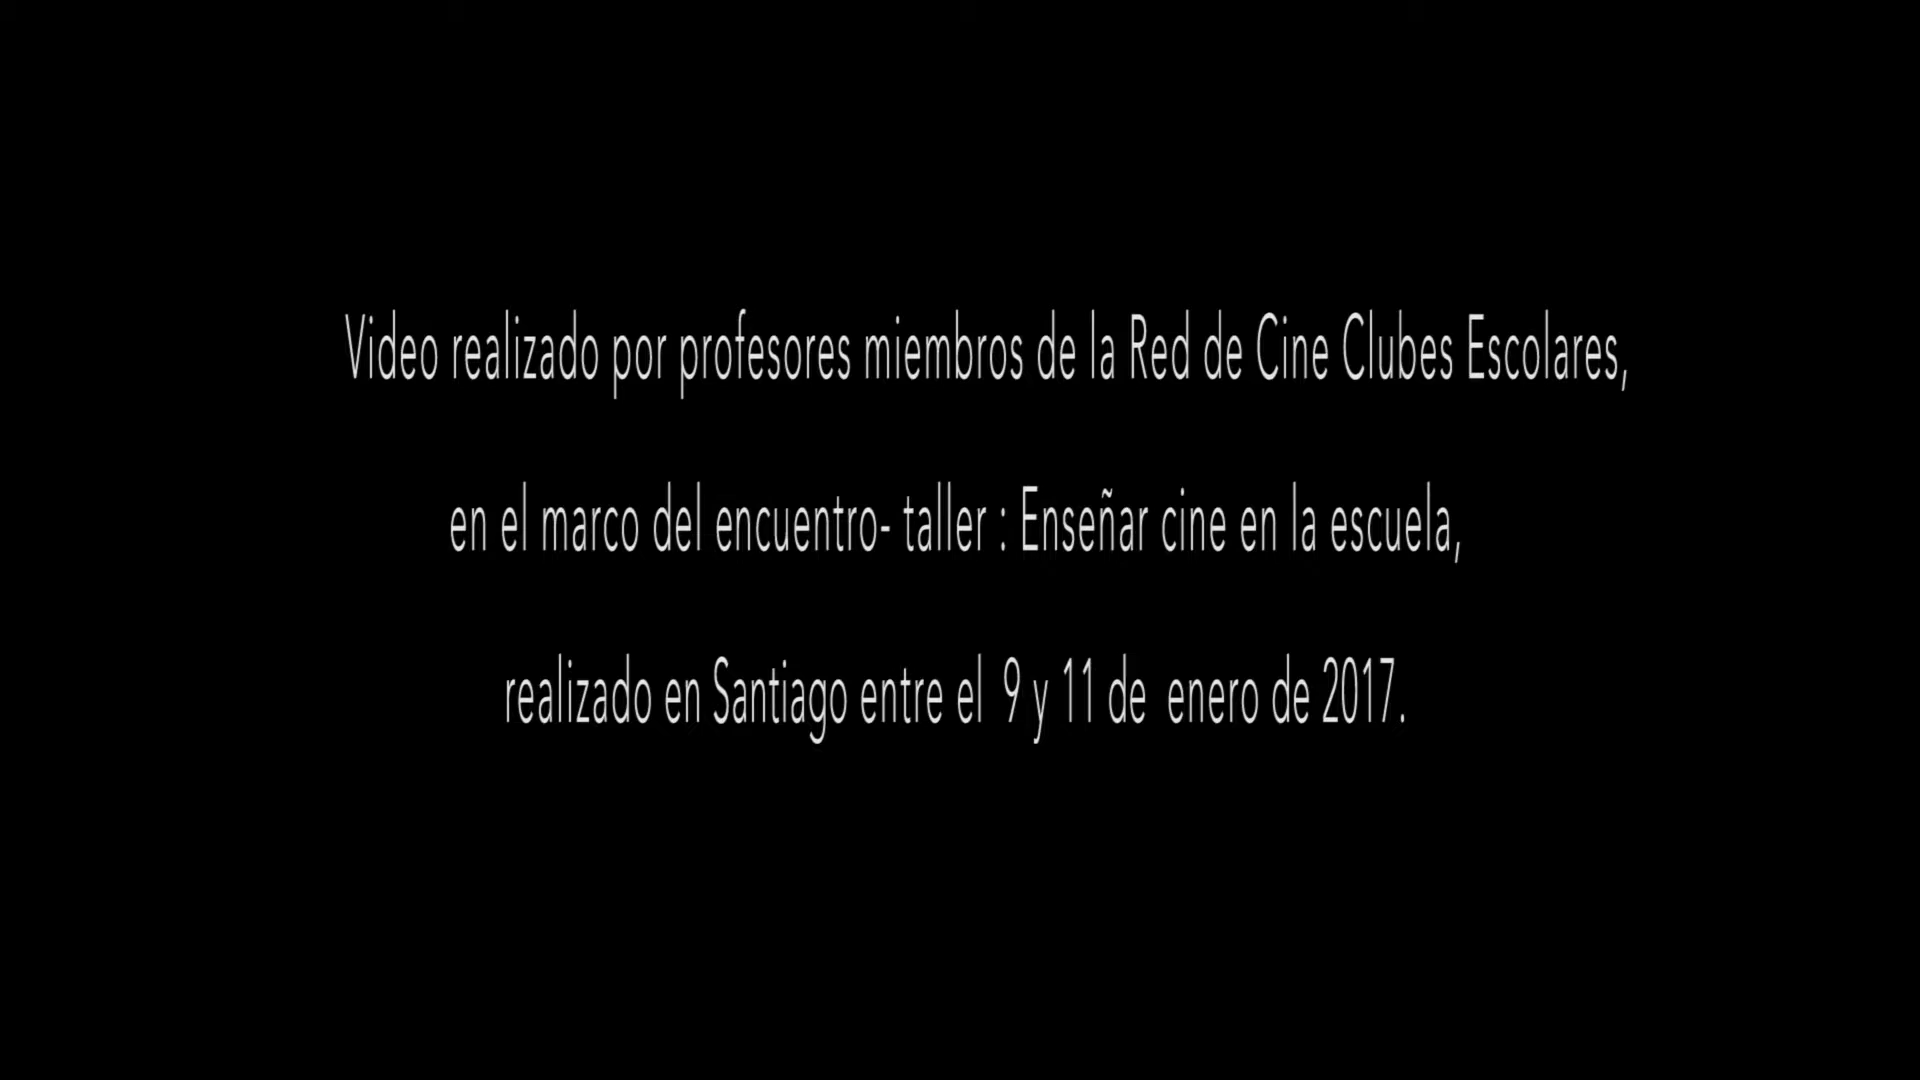 Video realizado por profesores miembros de la Red de Cine Clubes Escolares,
en el marco del encuentro- taller : Enseñar cine en la escuela,
realizado en Santiago entre el 9 y 11 de enero de 2017.